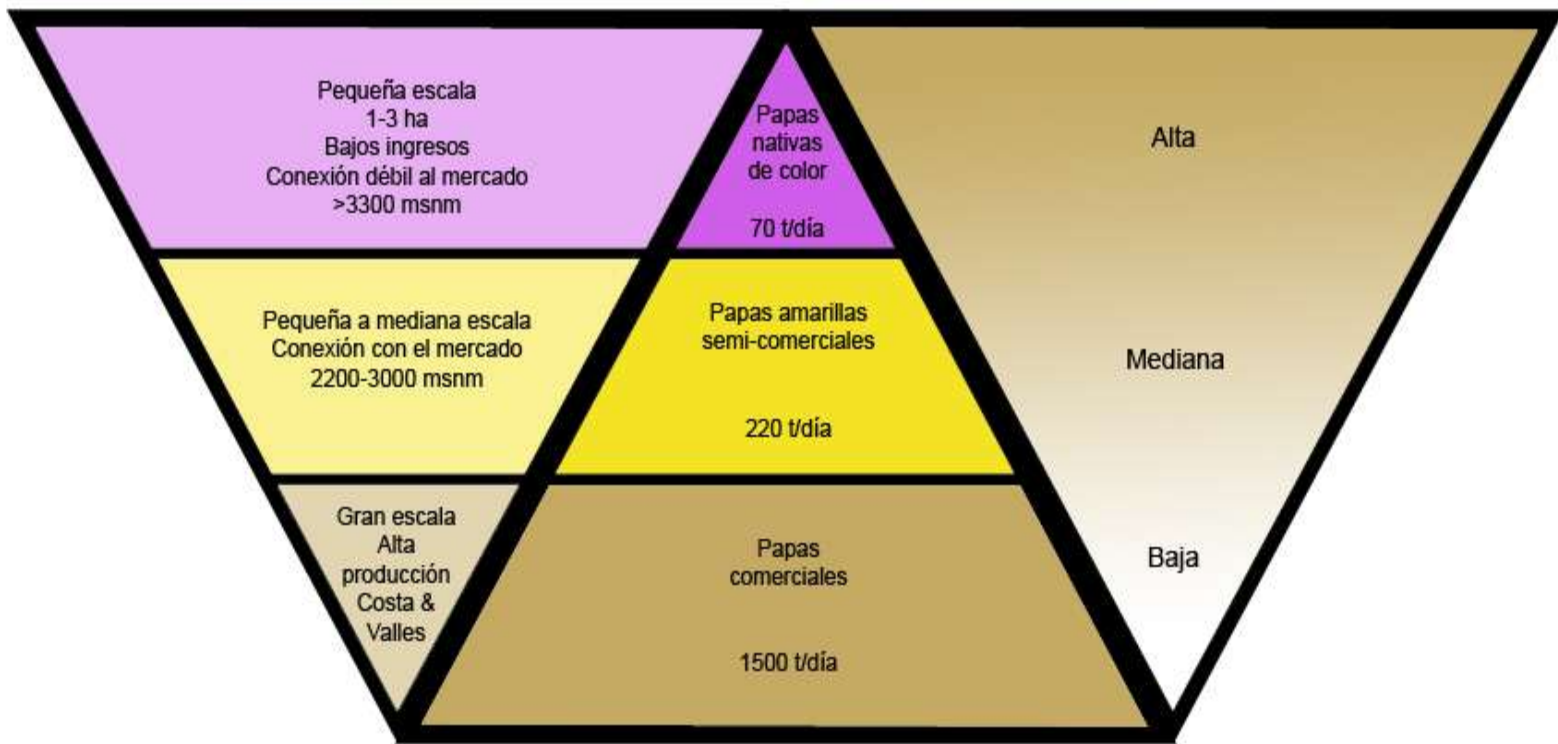 Pequeña escala
1-3 ha
Bajos ingresos
Conexión débil al mercado
>3300 msnm
Papas
nativas
de color
70 t/día
Alta
Pequeña a mediana escala
Conexión con el mercado
2200-3000 msnm
Papas amarillas
semi-comerciales
220 t/día
Mediana
Gran escala
Alta
producción
Costa &
Valles
Papas
comerciales
1500 t/día
Baja